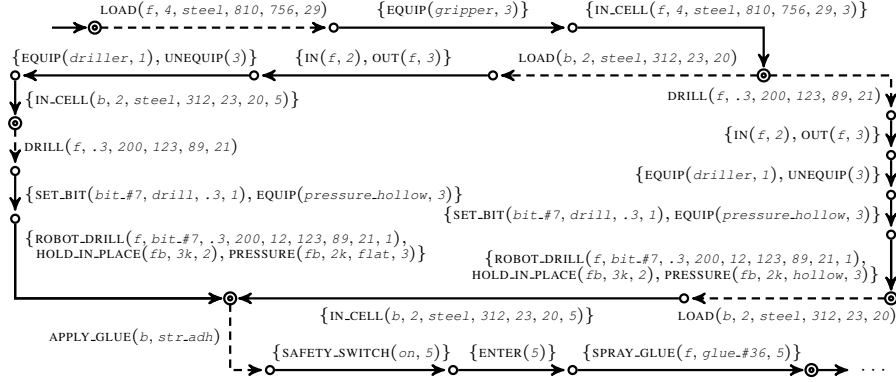 LOAD(f, 4, steel, 810, 756, 29)
{EQUIP(gripper, 3)}
{IN_CELL(f, 4, steel, 810, 756, 29, 3)}
{EQUIP(driller, 1), UNEQUIP(3)}
{IN(f, 2), OUT(f, 3)}
LOAD(b, 2, steel, 312, 23, 20)
{IN_CELL(b, 2, steel, 312, 23, 20, 5)}
DRILL(f, .3, 200, 123, 89, 21)
DRILL(f, .3, 200, 123, 89, 21)
{IN(f, 2), OUT(f, 3)}
{EQUIP(driller, 1), UNEQUIP(3)}
{SET_BIT(bit_#7, drill, .3, 1), EQUIP(pressure_hollow, 3)}
{SET_BIT(bit_#7, drill, .3, 1), EQUIP(pressure_hollow, 3)}
{ROBOT_DRILL(f, bit_#7, .3, 200, 12, 123, 89, 21, 1),
HOLD_IN_PLACE(fb, 3k, 2), PRESSURE(fb, 2k, flat, 3)}
{ROBOT_DRILL(f, bit_#7, .3, 200, 12, 123, 89, 21, 1),
HOLD_IN_PLACE(fb, 3k, 2), PRESSURE(fb, 2k, hollow, 3)}
{IN_CELL(b, 2, steel, 312, 23, 20, 5)}
LOAD(b, 2, steel, 312, 23, 20)
APPLY_GLUE(b, str_adh)
{SAFETY_SWITCH(on, 5)}
{ENTER(5)}
{SPRAY_GLUE(f, glue_#36, 5)}
...